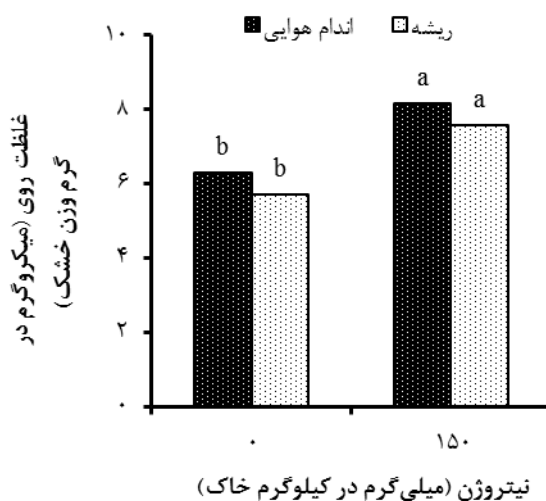 اندام هوایی ریشه
۱۰
۸
۶
۴
۲
۰
غلظت روی (میکروگرم در
گرم وزن خشک)
b b a a
۰ ۱۵۰
نیتروژن (میلی‌گرم در کیلوگرم خاک)